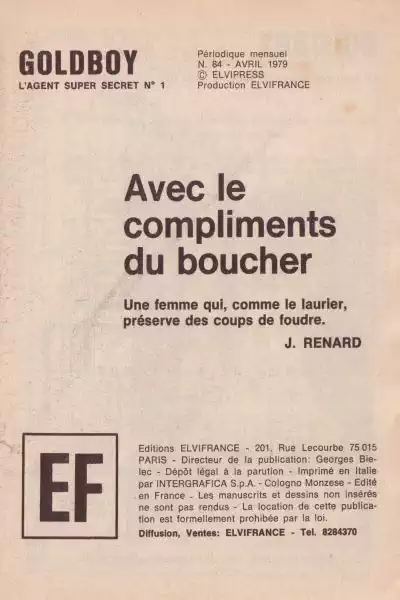 GOLDBOY
L'AGENT SUPER SECRET N° 1
Périodique mensuel
N. 84 - AVRIL 1979
© ELVIPRESS
Production ELVIFRANCE
Avec le
compliments
du boucher
Une femme qui, comme le laurier,
préserve des coups de foudre.
J. RENARD
EF
Editions ELVIFRANCE - 201, Rue Lecourbe 75 015
PARIS - Directeur de la publication: Georges Bie-
lec - Dépôt légal à la parution - Imprimé en Italie
par INTERGRAFICA S.p.A. - Cologno Monzese - Edité
en France - Les manuscrits et dessins non insérés
ne sont pas rendus - La location de cette publica-
tion est formellement prohibée par la loi.
Diffusion, Ventes: ELVIFRANCE - Tel. 8284370